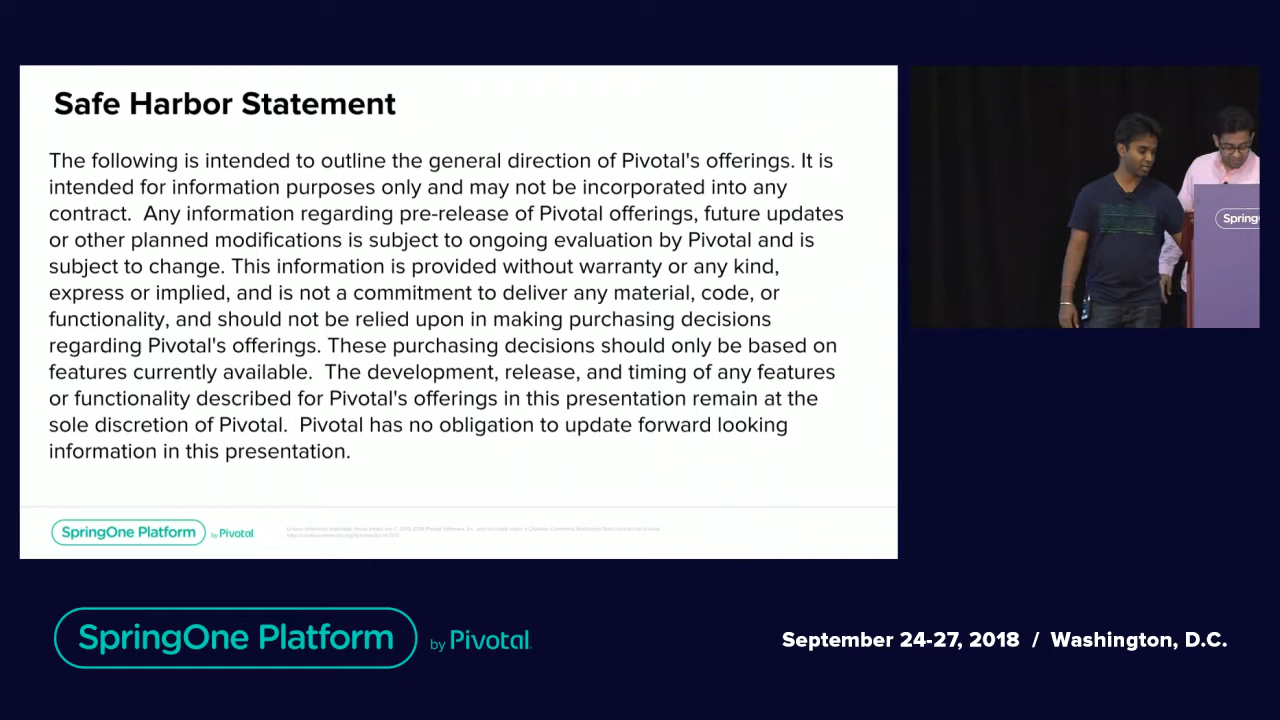 Safe Harbor Statement
The following is intended to outline the general direction of Pivotal's offerings. It is
intended for information purposes only and may not be incorporated into any
contract.  Any information regarding pre-release of Pivotal offerings, future updates
or other planned modifications is subject to ongoing evaluation by Pivotal and is
subject to change. This information is provided without warranty or any kind,
express or implied, and is not a commitment to deliver any material, code, or
functionality, and should not be relied upon in making purchasing decisions
regarding Pivotal's offerings. These purchasing decisions should only be based on
features currently available.  The development, release, and timing of any features
or functionality described for Pivotal's offerings in this presentation remain at the
sole discretion of Pivotal.  Pivotal has no obligation to update forward looking
information in this presentation.
SpringOne Platform by Pivotal
Spring
SpringOne Platform by Pivotal.
September 24-27, 2018 / Washington, D.C.